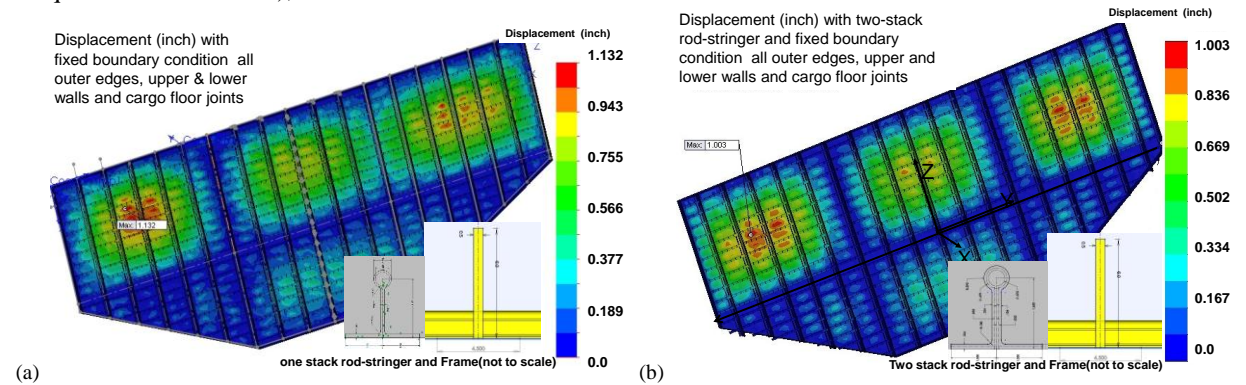 Displacement (inch) with
fixed boundary condition all
outer edges, upper & lower
walls and cargo floor joints
Displacement (inch)
1.132
0.943
0.755
0.566
0.377
0.189
0.0
Max: 1.132
4.000
one stack rod-stringer and Frame(not to scale)
(a)
Displacement (inch) with two-stack
rod-stringer and fixed boundary
condition all outer edges, upper and
lower walls and cargo floor joints
Displacement (inch)
1.003
0.836
0.669
0.502
0.334
0.167
0.0
Max: 1.003
Z
X
4.000
Two stack rod-stringer and Frame(not to scale)
(b)